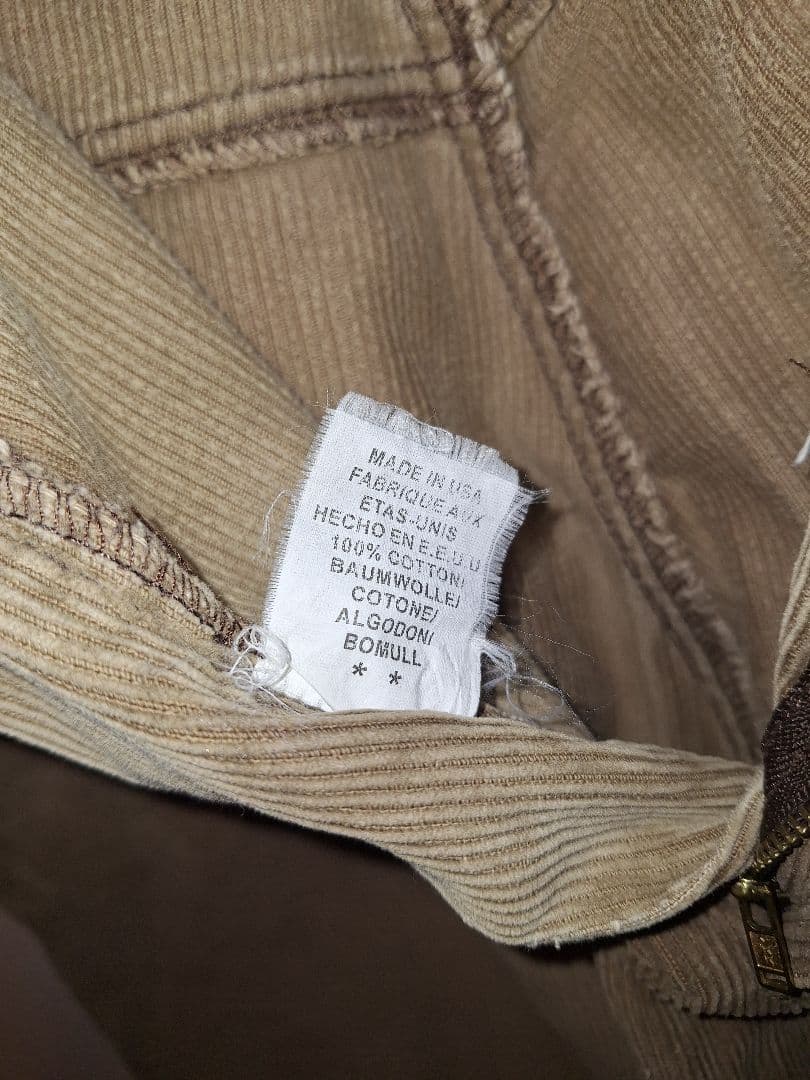 MADE IN USA
FABRIQUE AUX
ETAS-UNIS
HECHO EN E.E.U.U
100% COTTON/
BAUMWOLLE/
COTONE/
ALGODON/
BOMULL
* *